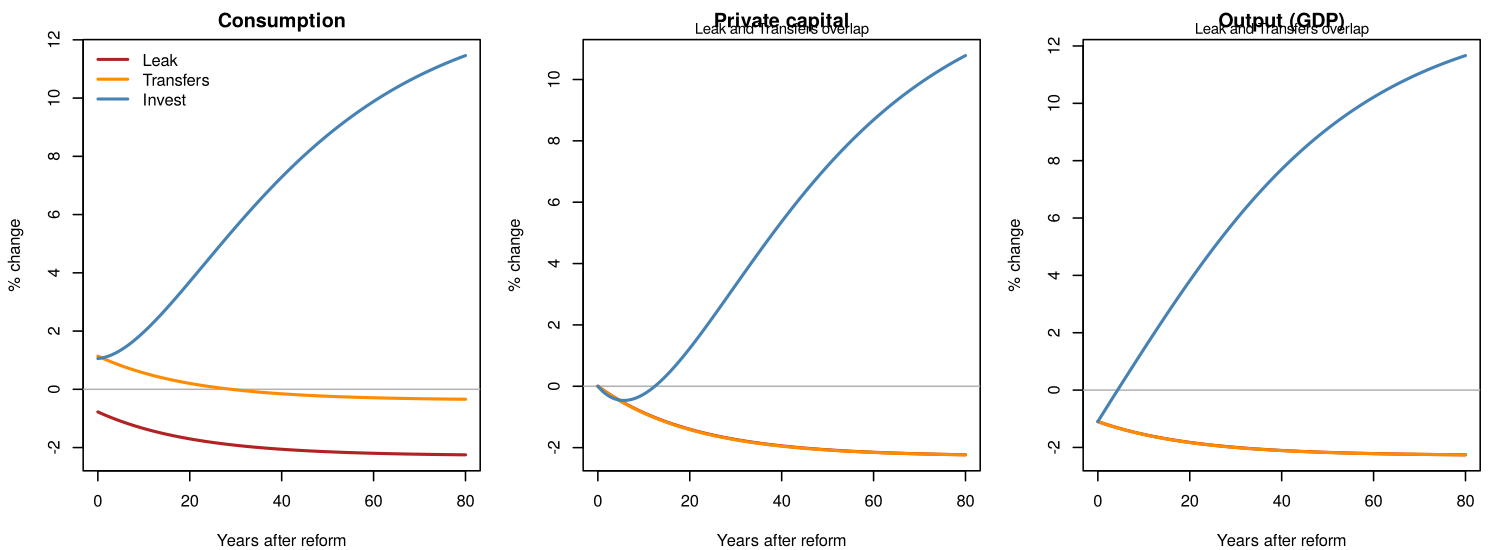 Consumption
Private capital
Leak and Transfers overlap
Output (GDP)
Leak and Transfers overlap
Leak
Transfers
Invest
% change
12
10
8
6
4
2
0
-2
0 20 40 60 80
Years after reform
% change
10
8
6
4
2
0
-2
0 20 40 60 80
Years after reform
% change
12
10
8
6
4
2
0
-2
0 20 40 60 80
Years after reform